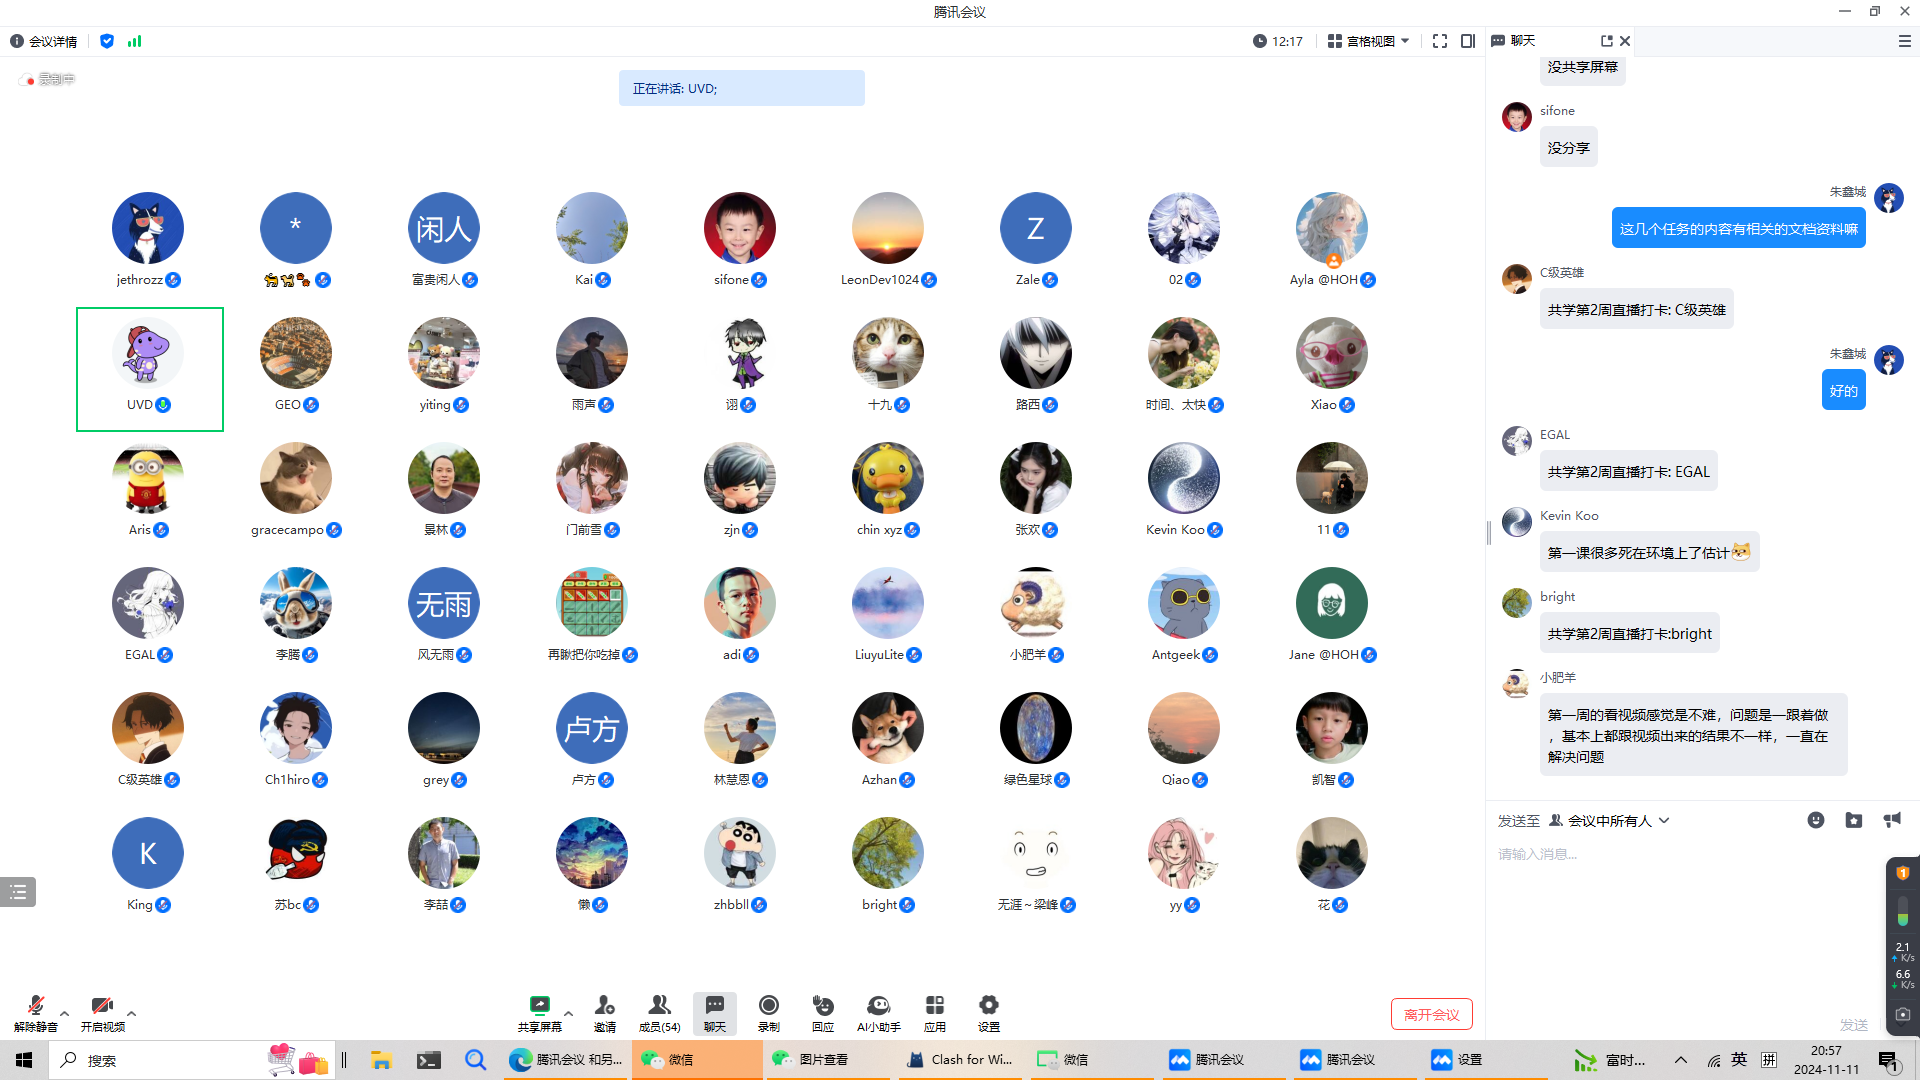 腾讯会议
会议详情
12:17
宫格视图
聊天
录制中
正在讲话: UVD;
*
闲人
Z
jethrozz
富贵闲人
Kai
sifone
LeonDev1024
Zale
02
Ayla @HOH
UVD
GEO
yiting
雨声
诩
十九
路西
时间、太快
Xiao
Aris
gracecampo
景林
门前雪
zjn
chin xyz
张欢
Kevin Koo
11
无雨
EGAL
李腾
风无雨
再瞅把你吃掉
adi
LiuyuLite
小肥羊
Antgeek
Jane @HOH
卢方
C级英雄
Ch1hiro
grey
卢方
林慧恩
Azhan
绿色星球
Qiao
凯智
K
King
苏bc
李喆
懒
zhbbll
bright
无涯～梁峰
yy
花
没共享屏幕
sifone
没分享
朱鑫城
这几个任务的内容有相关的文档资料嘛
C级英雄
共学第2周直播打卡: C级英雄
朱鑫城
好的
EGAL
共学第2周直播打卡: EGAL
Kevin Koo
第一课很多死在环境上了估计
bright
共学第2周直播打卡:bright
小肥羊
第一周的看视频感觉是不难，问题是一跟着做
，基本上都跟视频出来的结果不一样，一直在
解决问题
发送至 会议中所有人
请输入消息...
1
2.1
K/s
6.6
K/s
发送
解除静音
开启视频
共享屏幕
邀请
成员(54)
聊天
录制
回应
AI小助手
应用
设置
离开会议
搜索
腾讯会议 和另...
微信
图片查看
Clash for Wi...
微信
腾讯会议
腾讯会议
设置
富时...
英
拼
20:57
2024-11-11
1